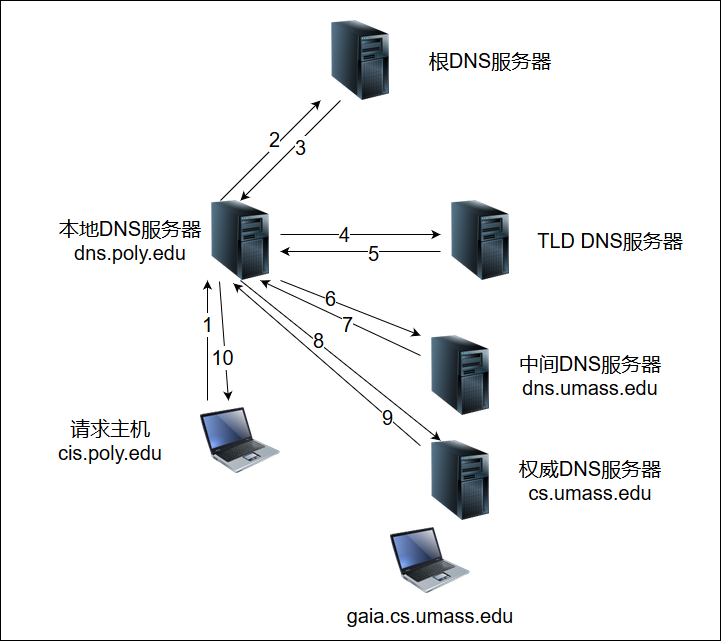 根DNS服务器
2
3
本地DNS服务器
dns.poly.edu
4
5
TLD DNS服务器
6
7
8
1
10
9
中间DNS服务器
dns.umass.edu
请求主机
cis.poly.edu
权威DNS服务器
cs.umass.edu
gaia.cs.umass.edu